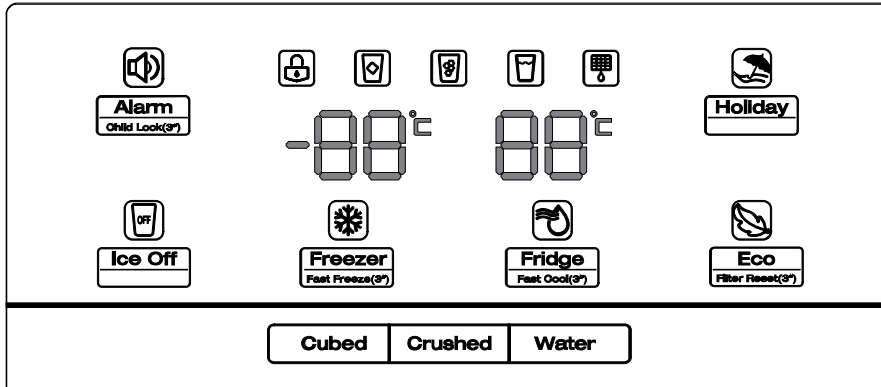 -88°C 88°C
Alarm
Child Lock(3")
Holiday
OFF
Ice Off
Freezer
Fast Freeze(3")
Fridge
Fast Cool(3")
Eco
Filter Reset(3")
Cubed
Crushed
Water